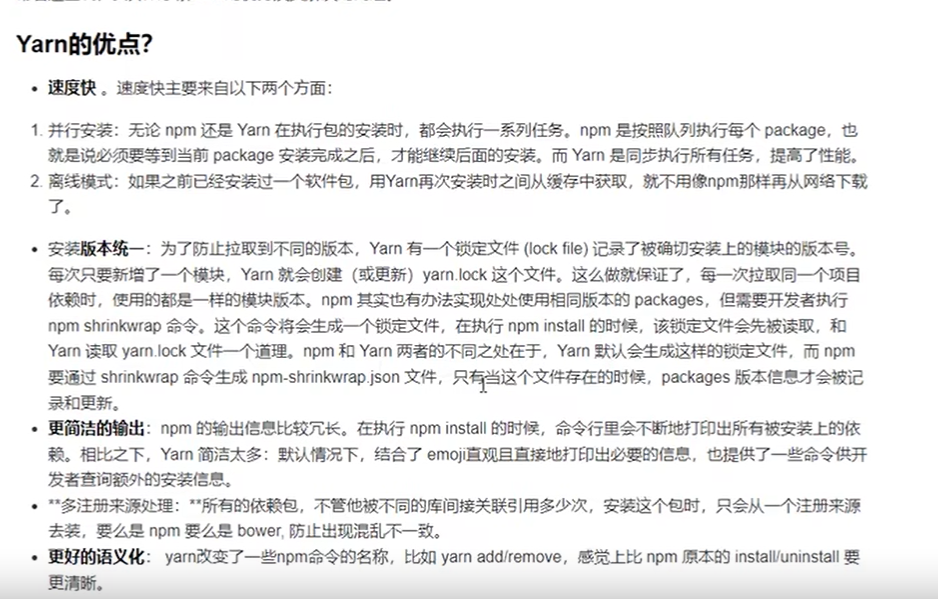 Yarn的优点？
• 速度快 。速度快主要来自以下两个方面：
1. 并行安装：无论 npm 还是 Yarn 在执行包的安装时，都会执行一系列任务。npm 是按照队列执行每个 package，也
就是说必须要等到当前 package 安装完成之后，才能继续后面的安装。而 Yarn 是同步执行所有任务，提高了性能。
2. 离线模式：如果之前已经安装过一个软件包，用Yarn再次安装时之间从缓存中获取，就不用像npm那样再从网络下载
了。
• 安装版本统一：为了防止拉取到不同的版本，Yarn 有一个锁定文件 (lock file) 记录了被确切安装上的模块的版本号。
每次只要新增了一个模块，Yarn 就会创建（或更新）yarn.lock 这个文件。这么做就保证了，每一次拉取同一个项目
依赖时，使用的都是一样的模块版本。npm 其实也有办法实现处处使用相同版本的 packages，但需要开发者执行
npm shrinkwrap 命令。这个命令将会生成一个锁定文件，在执行 npm install 的时候，该锁定文件会先被读取，和
Yarn 读取 yarn.lock 文件一个道理。npm 和 Yarn 两者的不同之处在于，Yarn 默认会生成这样的锁定文件，而 npm
要通过 shrinkwrap 命令生成 npm-shrinkwrap.json 文件，只有当这个文件存在的时候，packages 版本信息才会被记
录和更新。
• 更简洁的输出：npm 的输出信息比较冗长。在执行 npm install 的时候，命令行里会不断地打印出所有被安装上的依
赖。相比之下，Yarn 简洁太多：默认情况下，结合了 emoji直观且直接地打印出必要的信息，也提供了一些命令供开
发者查询额外的安装信息。
• **多注册来源处理：**所有的依赖包，不管他被不同的库间接关联引用多少次，安装这个包时，只会从一个注册来源
去装，要么是 npm 要么是 bower, 防止出现混乱不一致。
• 更好的语义化： yarn改变了一些npm命令的名称，比如 yarn add/remove，感觉上比 npm 原本的 install/uninstall 要
更清晰。